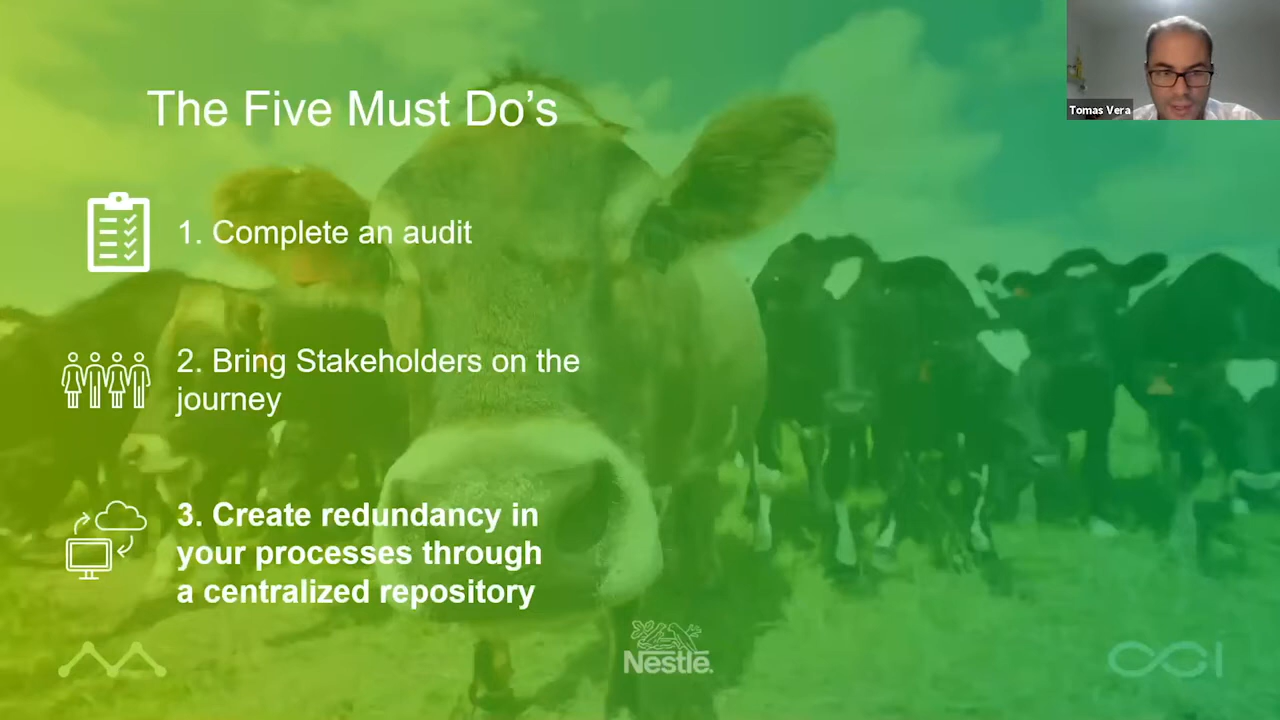 The Five Must Do’s
Tomas Vera
1. Complete an audit
2. Bring Stakeholders on the
journey
3. Create redundancy in
your processes through
a centralized repository
Nestlé.